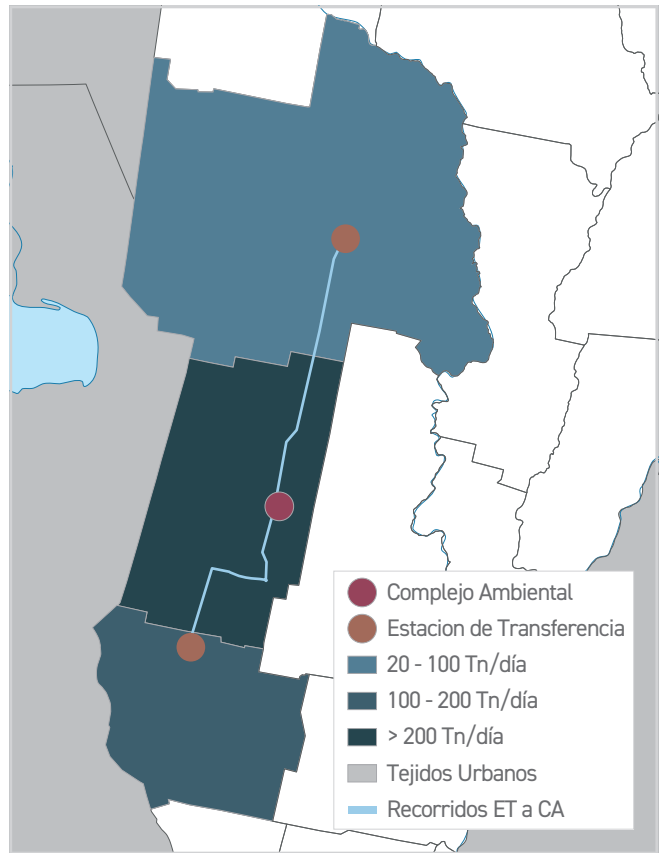 Complejo Ambiental
Estacion de Transferencia
20 - 100 Tn/día
100 - 200 Tn/día
> 200 Tn/día
Tejidos Urbanos
Recorridos ET a CA